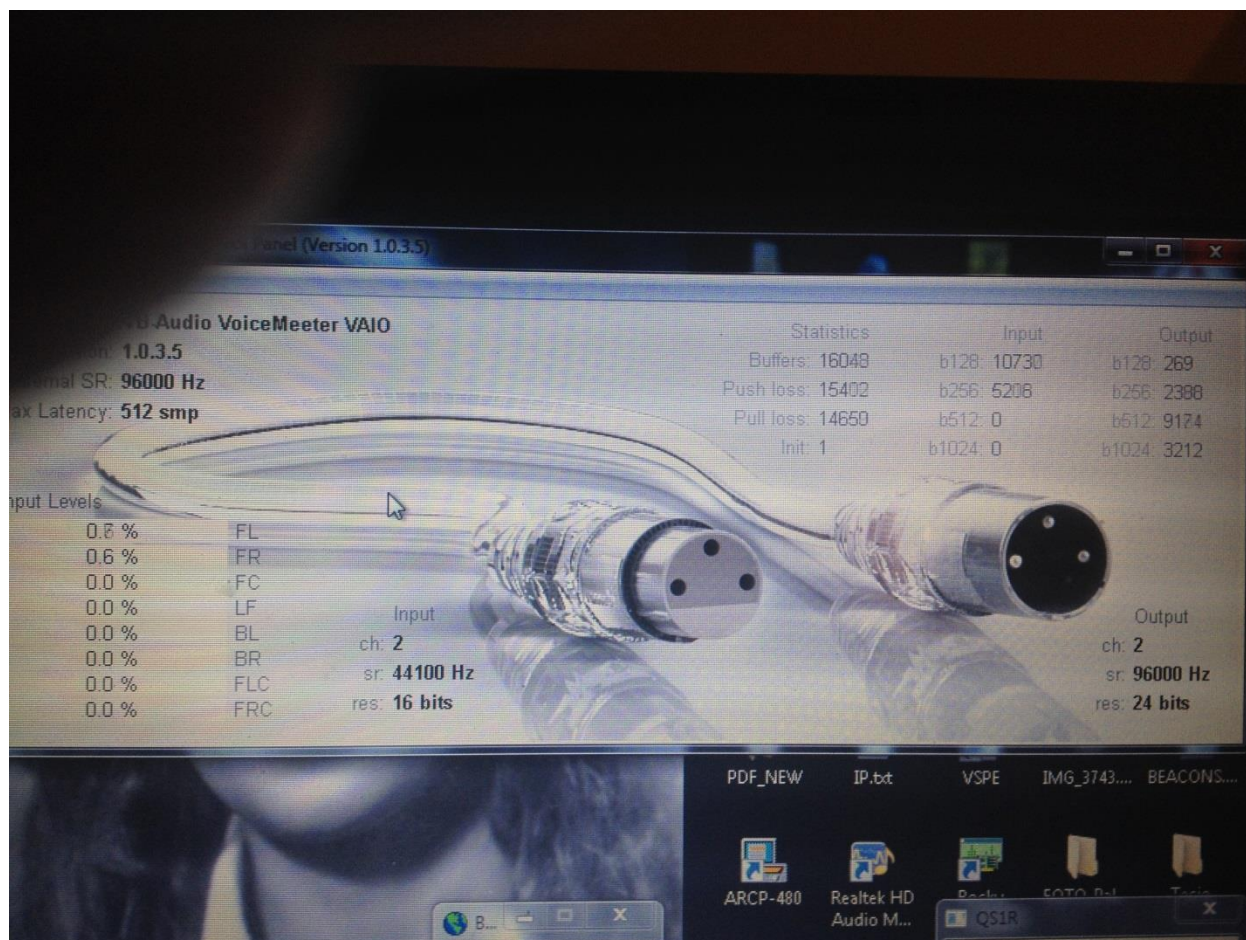 Panel (Version 1.0.3.5)
VB-Audio VoiceMeeter VAIO
1.0.3.5
SR: 96000 Hz
Latency: 512 smp
Statistics
Buffers: 16048
Push loss: 15402
Pull loss: 14650
Init: 1
Input
b128: 10730
b256: 5206
b512: 0
b1024: 0
Output
b128: 269
b256: 2388
b512: 9174
b1024: 3212
Levels
0.6 % FL
0.6 % FR
0.0 % FC
0.0 % LF
0.0 % BL
0.0 % BR
0.0 % FLC
0.0 % FRC
Input
ch: 2
sr: 44100 Hz
res: 16 bits
Output
ch: 2
sr: 96000 Hz
res: 24 bits
PDF_NEW
IP.txt
VSPE
IMG_3743....
BEACONS....
ARCP-480
Realtek HD
Audio M...
B...
QS1R